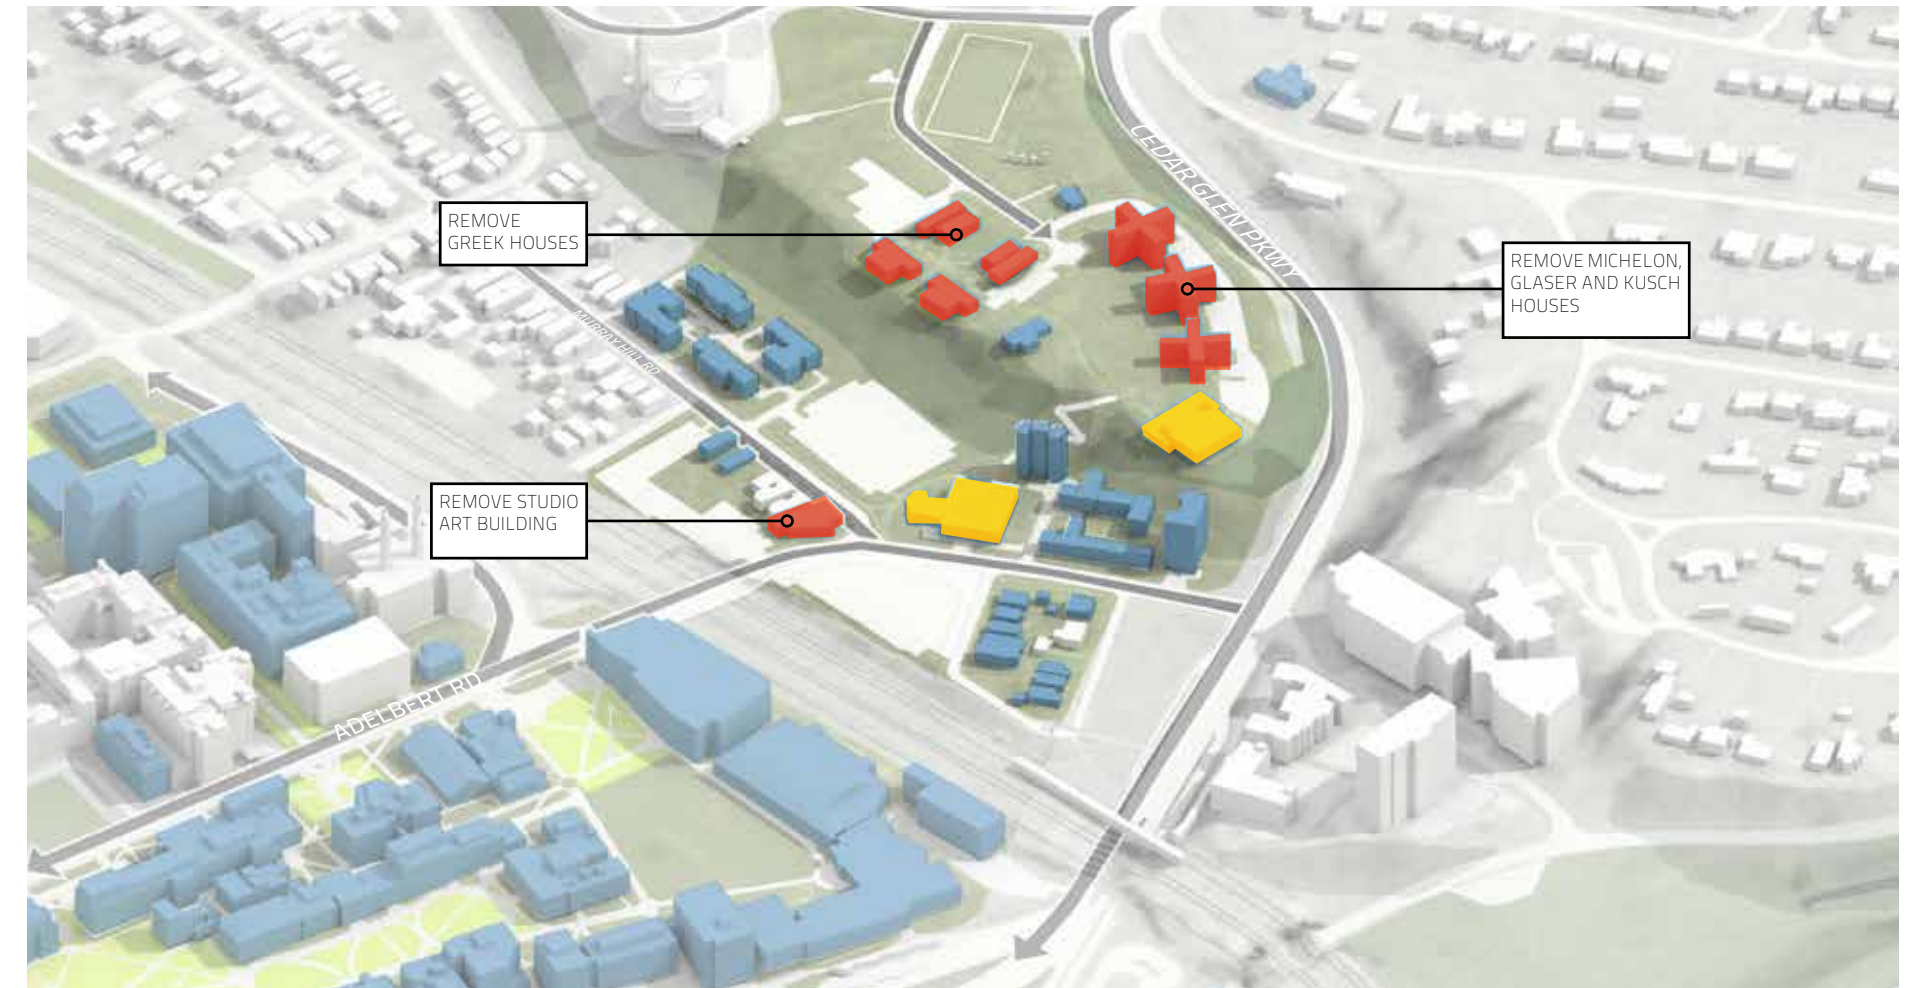 CEDAR GLEN PKWY
REMOVE
GREEK HOUSES
REMOVE MICHELON,
GLASER AND KUSCH
HOUSES
MURRAY HILL RD
REMOVE STUDIO
ART BUILDING
ADELBERT RD